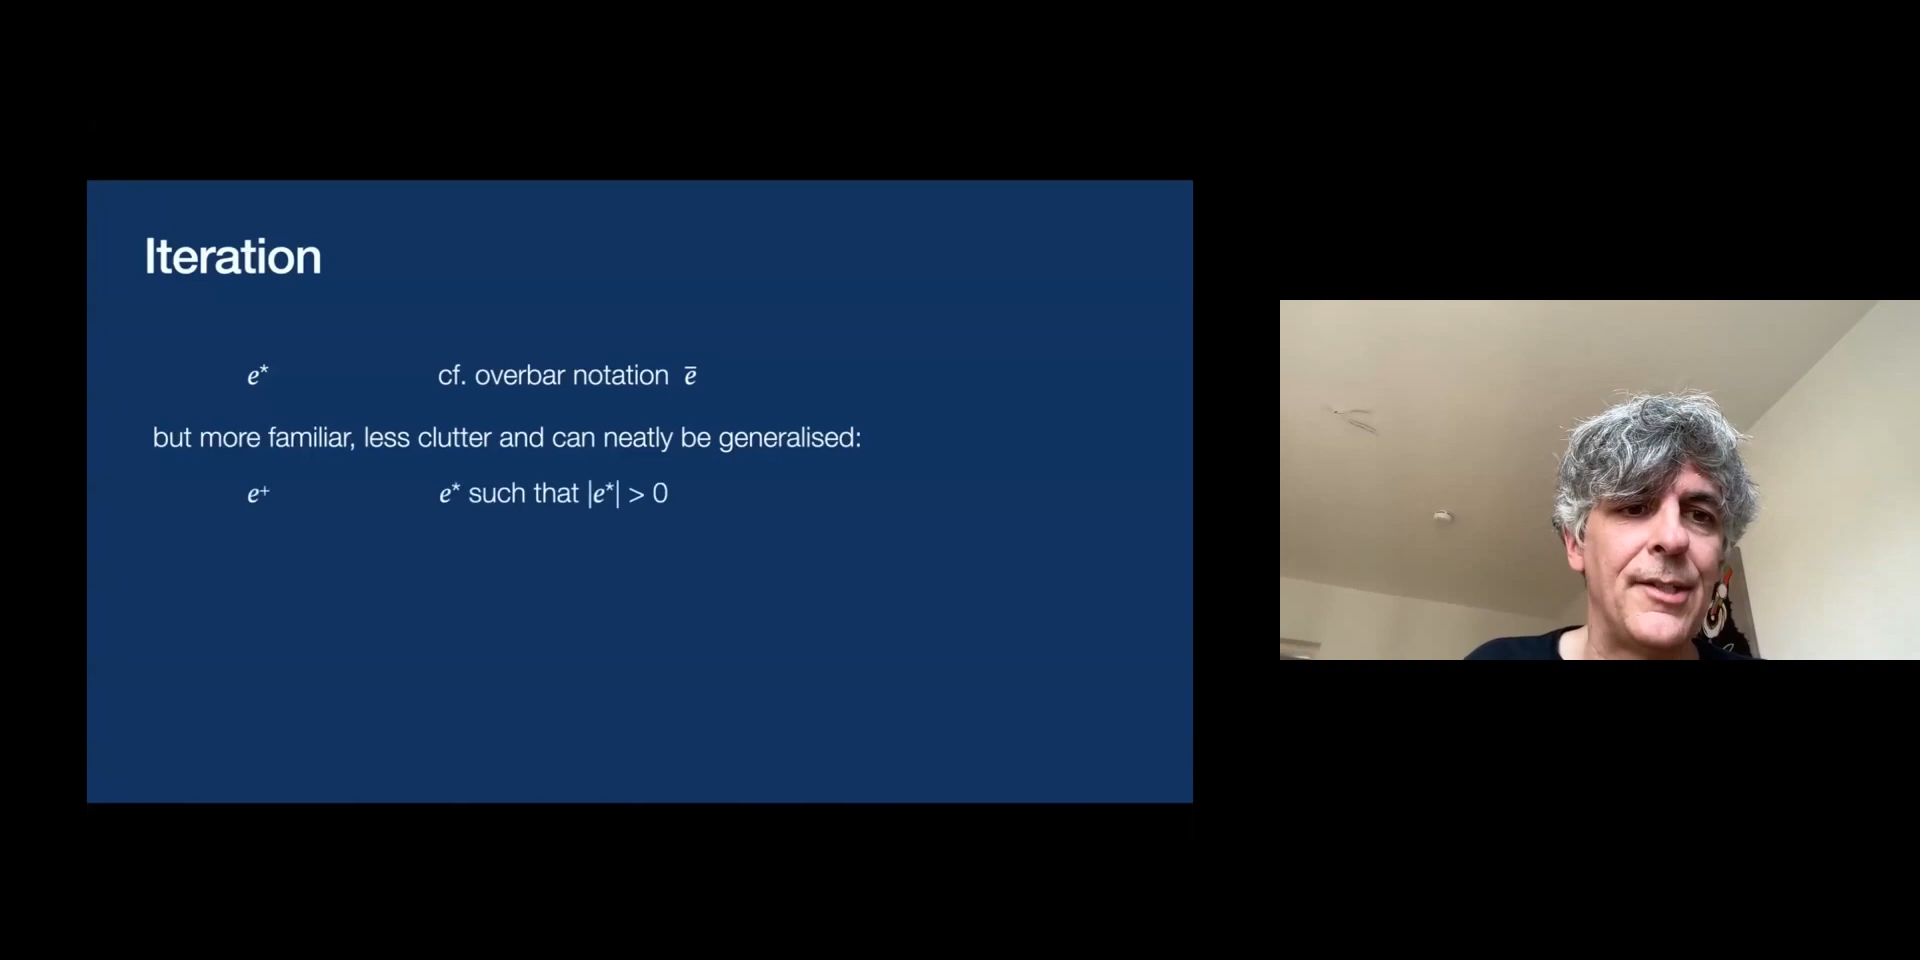 Iteration
e* cf. overbar notation ē
but more familiar, less clutter and can neatly be generalised:
e⁺ e* such that |e*| > 0